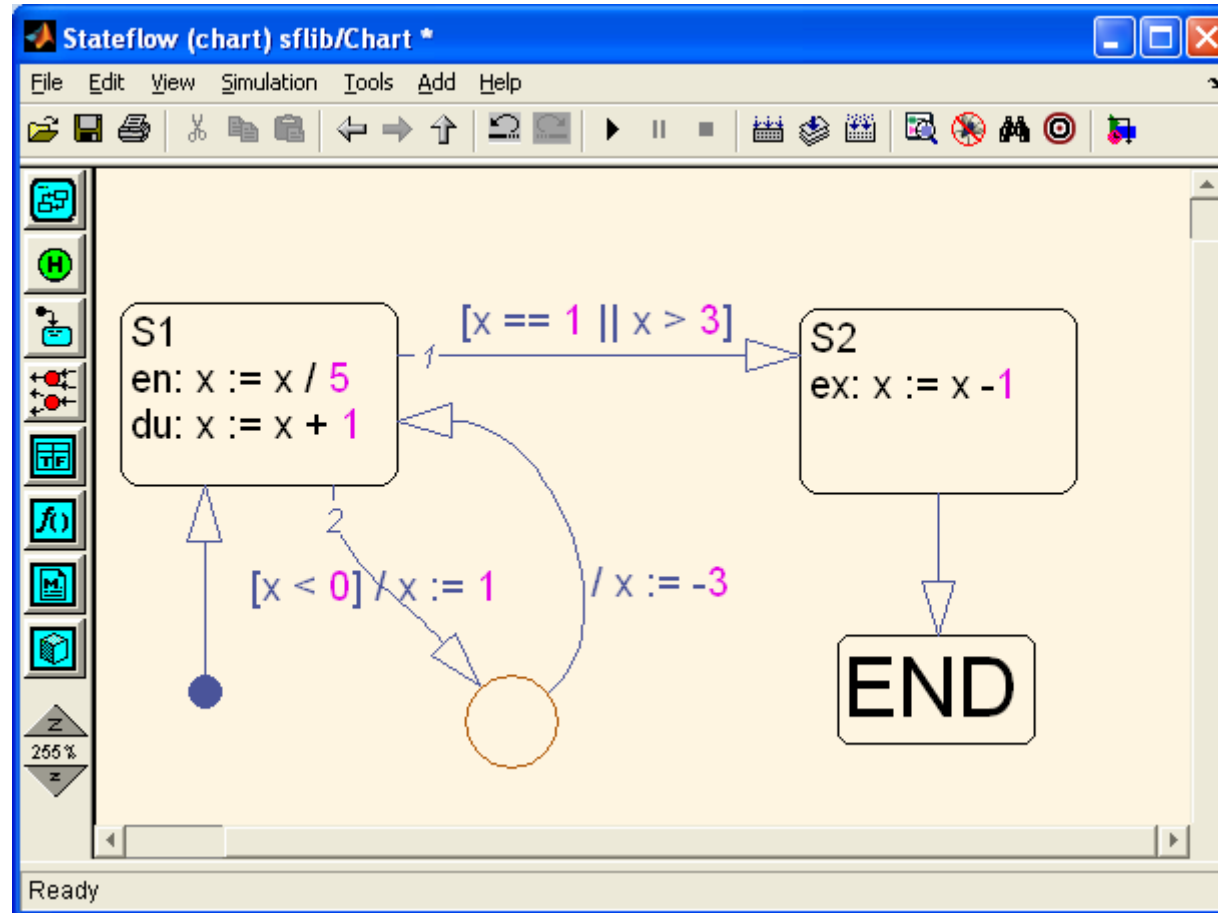 Stateflow (chart) sflib/Chart *
File Edit View Simulation Tools Add Help
H
TF
f()
M
Z
255%
Z
S1
en: x := x / 5
du: x := x + 1
1
[x == 1 || x > 3]
S2
ex: x := x -1
2
[x < 0] / x := 1
/ x := -3
END
Ready